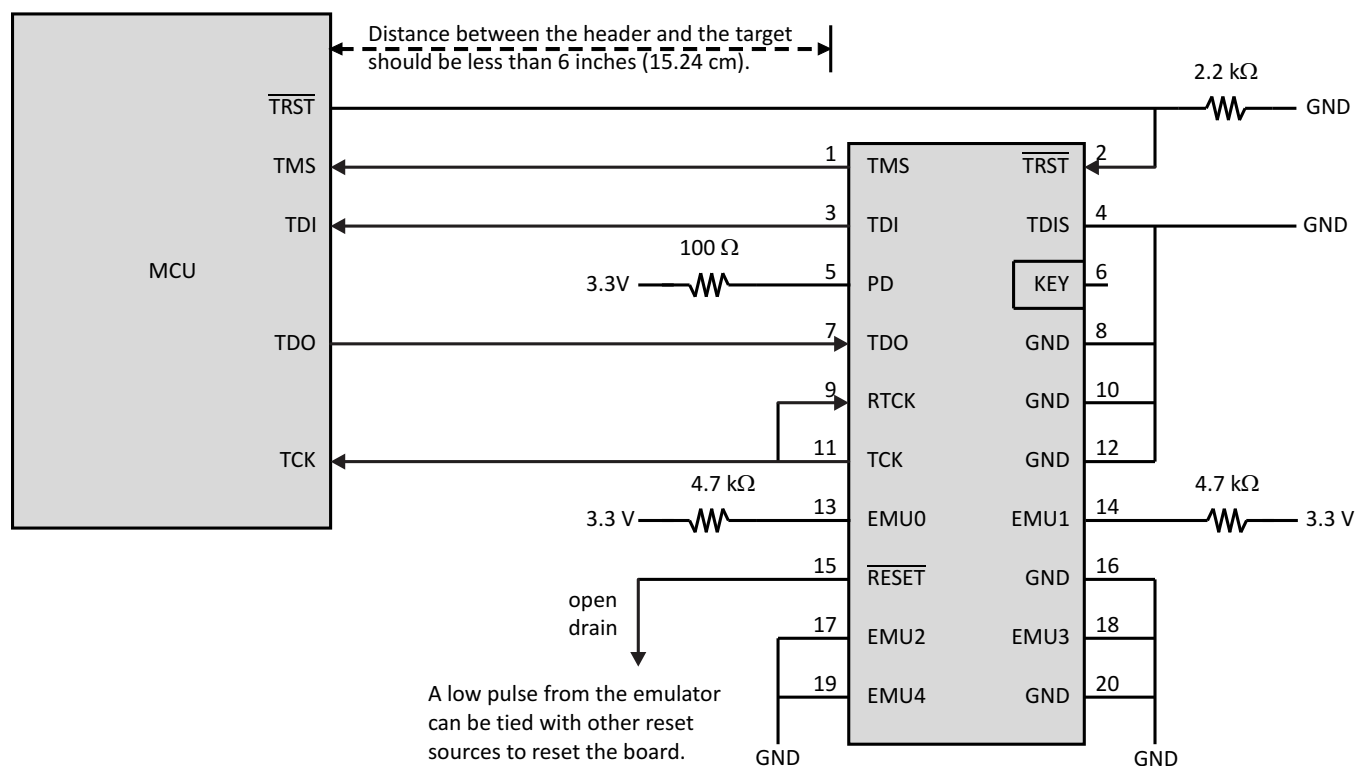 Distance between the header and the target
should be less than 6 inches (15.24 cm).
2.2 kΩ
TRST
GND
TMS
1
TMS
TRST
2
TDI
3
TDI
TDIS
4
GND
MCU
100 Ω
3.3V
5
PD
KEY
6
TDO
7
TDO
GND
8
9
RTCK
GND
10
TCK
11
TCK
GND
12
4.7 kΩ
4.7 kΩ
3.3 V
13
EMU0
EMU1
14
3.3 V
15
RESET
GND
16
open
drain
17
EMU2
EMU3
18
19
EMU4
GND
20
A low pulse from the emulator
can be tied with other reset
sources to reset the board.
GND
GND